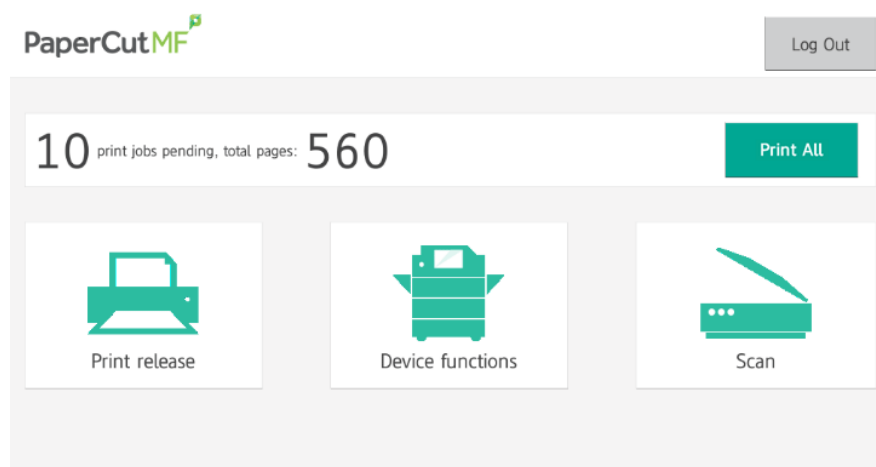 PaperCutMF
Log Out
10 print jobs pending, total pages: 560
Print All
Print release
Device functions
Scan